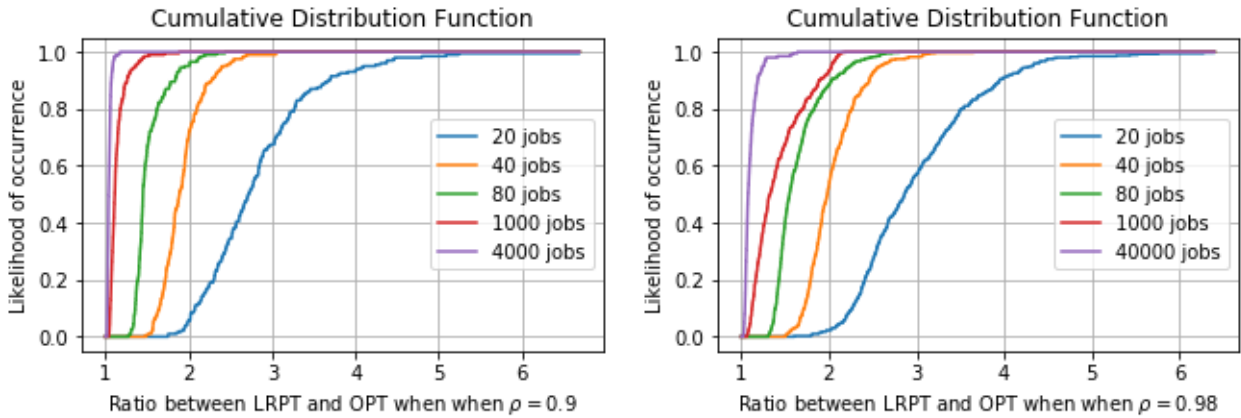 Cumulative Distribution Function
1.0
0.8
0.6
0.4
0.2
0.0
Likelihood of occurrence
20 jobs
40 jobs
80 jobs
1000 jobs
4000 jobs
1 2 3 4 5 6
Ratio between LRPT and OPT when when ρ = 0.9
Cumulative Distribution Function
1.0
0.8
0.6
0.4
0.2
0.0
Likelihood of occurrence
20 jobs
40 jobs
80 jobs
1000 jobs
40000 jobs
1 2 3 4 5 6
Ratio between LRPT and OPT when when ρ = 0.98